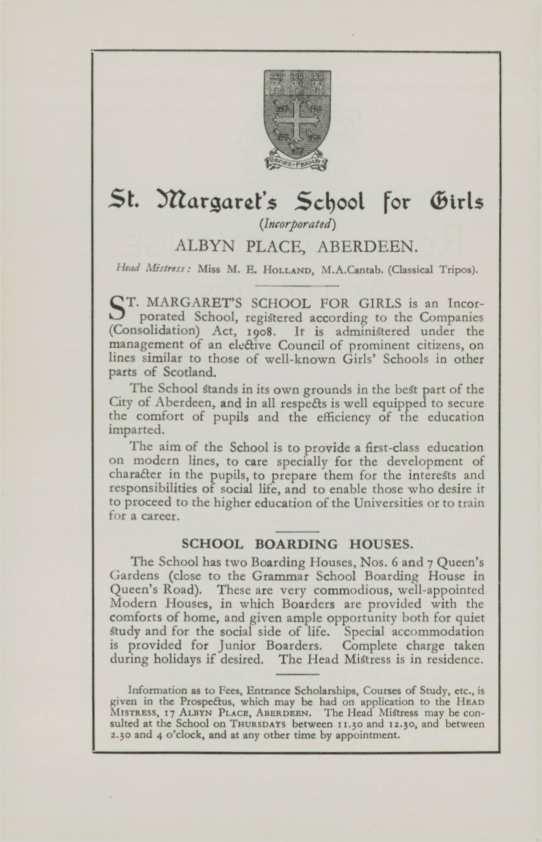 St. Margaret's School for Girls
(Incorporated)
ALBYN PLACE, ABERDEEN.
Head Mistress: Miss M. E. Holland, M.A.Cantab. (Classical Tripos).
ST. MARGARET'S SCHOOL FOR GIRLS is an Incor-
porated School, registered according to the Companies
(Consolidation) Act, 1908. It is administered under the
management of an elective Council of prominent citizens, on
lines similar to those of well-known Girls' Schools in other
parts of Scotland.
The School stands in its own grounds in the best part of the
City of Aberdeen, and in all respects is well equipped to secure
the comfort of pupils and the efficiency of the education
imparted.
The aim of the School is to provide a first-class education
on modern lines, to care specially for the development of
character in the pupils, to prepare them for the interests and
responsibilities of social life, and to enable those who desire it
to proceed to the higher education of the Universities or to train
for a career.
SCHOOL BOARDING HOUSES.
The School has two Boarding Houses, Nos. 6 and 7 Queen's
Gardens (close to the Grammar School Boarding House in
Queen's Road). These are very commodious, well-appointed
Modern Houses, in which Boarders are provided with the
comforts of home, and given ample opportunity both for quiet
study and for the social side of life. Special accommodation
is provided for Junior Boarders. Complete charge taken
during holidays if desired. The Head Mistress is in residence.
Information as to Fees, Entrance Scholarships, Courses of Study, etc., is
given in the Prospectus, which may be had on application to the Head
Mistress, 17 Albyn Place, Aberdeen. The Head Mistress may be con-
sulted at the School on Thursdays between 11.30 and 12.30, and between
2.30 and 4 o'clock, and at any other time by appointment.